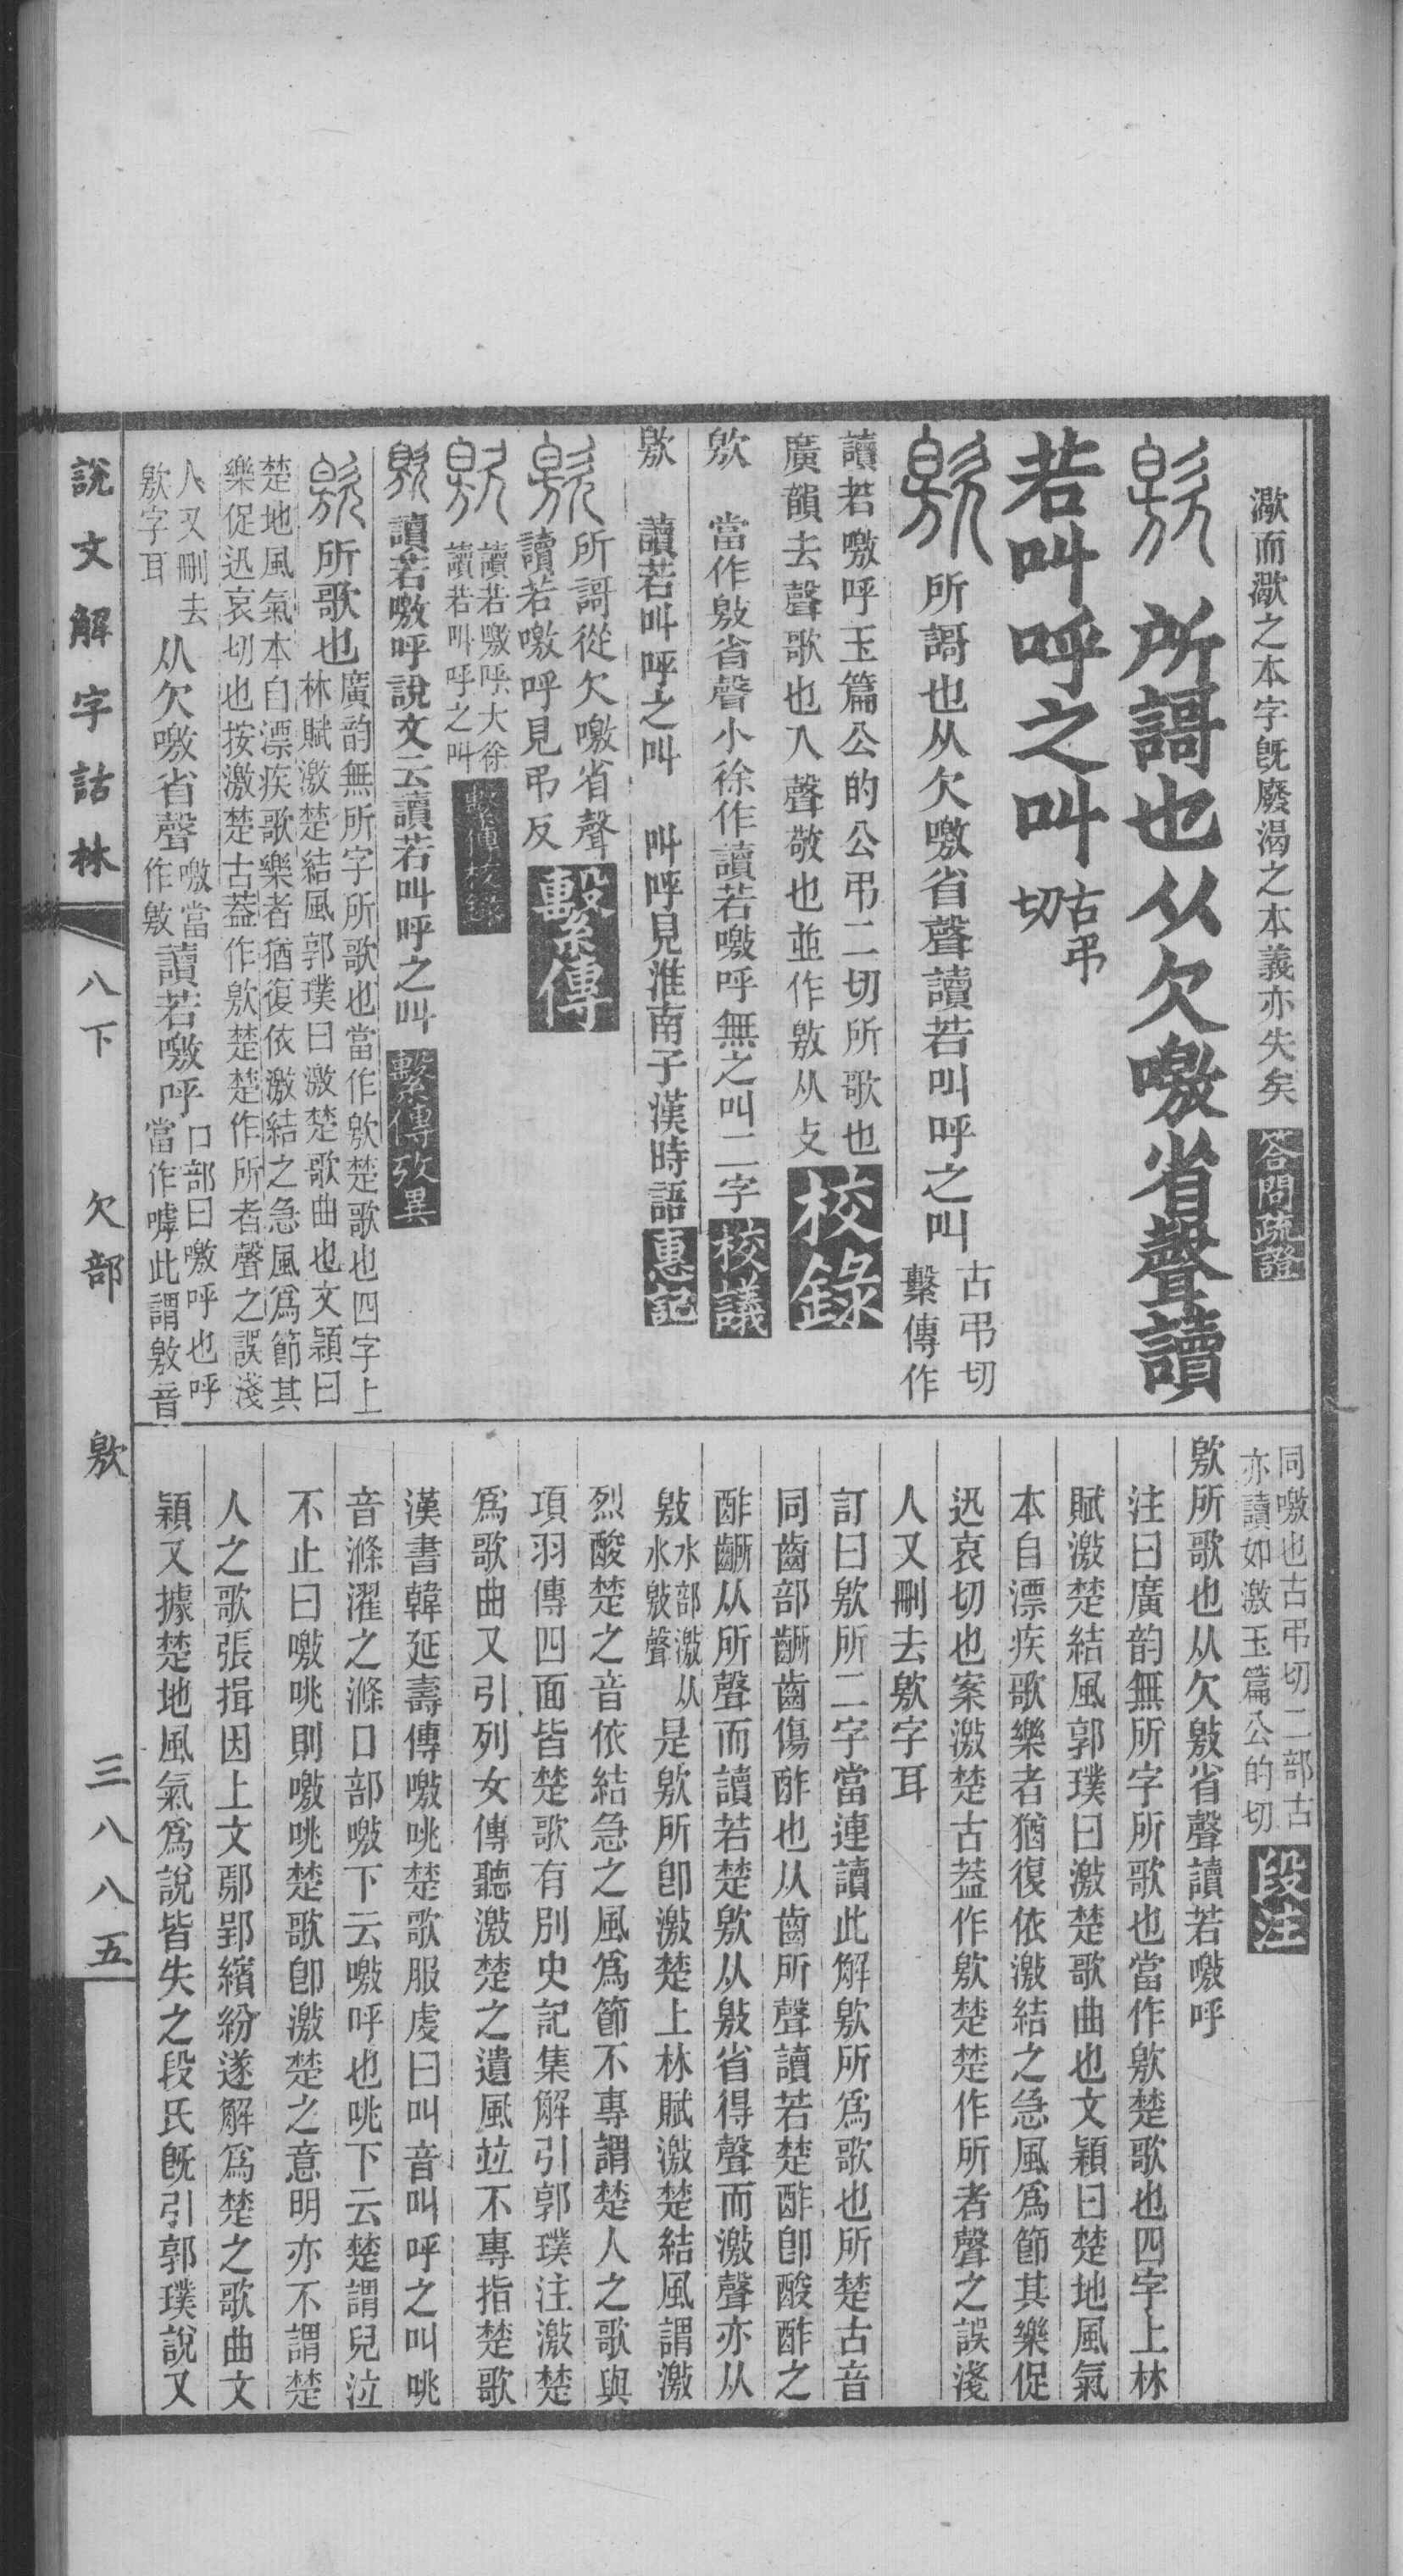 潵而潵之本字旣廢渴之本義亦失矣 答問疏證
所謌也从欠噭省聲讀
若叫呼之叫 古弔切
所謌也从欠噭省聲讀若叫呼之叫 古弔切 繫傳作
讀若噭呼玉篇公的公弔二切所歌也
廣韻去聲歌也入聲敬也並作敫从攴 校錄
欵 當作敫省聲小徐作讀若噭呼無之叫二字 校議
敫 讀若叫呼之叫 叫呼見淮南子漢時語 惠記
所謌從欠噭省聲
讀若噭呼見弔反 繫傳
讀若噭呼大徐
讀若叫呼之叫 繫傳校錄
讀若噭呼說文云讀若叫呼之叫 繫傳攷異
所歌也 廣韵無所字所歌也當作欵楚歌也四字上
林賦激楚結風郭璞曰激楚歌曲也文穎曰
楚地風氣本自漂疾歌樂者猶復依激結之急風爲節其
樂促迅哀切也按激楚古葢作欵楚楚作所者聲之誤淺
人又刪去
敫字耳 从欠噭省聲 噭當
作敫 讀若噭呼 口部曰噭呼也呼
當作嘑此謂敫音
同噭也古弔切二部古
亦讀如激玉篇公的切 段注
敫所歌也从欠敫省聲讀若噭呼
注曰廣韵無所字所歌也當作欵楚歌也四字上林
賦激楚結風郭璞曰激楚歌曲也文穎曰楚地風氣
本自漂疾歌樂者猶復依激結之急風爲節其樂促
迅哀切也案激楚古葢作欵楚楚作所者聲之誤淺
人又刪去敫字耳
訂曰欵所二字當連讀此解欵所爲歌也所楚古音
同齒部齭齒傷酢也从齒所聲讀若楚酢卽酸酢之
酢齭从所聲而讀若楚欵从敫省得聲而激聲亦从
敫 水部激从
水敫聲 是欵所卽激楚上林賦激楚結風謂激
烈酸楚之音依結急之風爲節不專謂楚人之歌與
項羽傳四面皆楚歌有別史記集解引郭璞注激楚
爲歌曲又引列女傳聽激楚之遺風竝不專指楚歌
漢書韓延壽傳噭咷楚歌服虔曰叫音叫呼之叫咷
音滌濯之滌口部噭下云噭呼也咷下云楚謂兒泣
不止曰噭咷則噭咷楚歌卽激楚之意明亦不謂楚
人之歌張揖因上文鄢郢繽紛遂解爲楚之歌曲文
穎又據楚地風氣爲說皆失之段氏旣引郭璞說又
說文解字詁林 八下 欠部 敫 三八八五